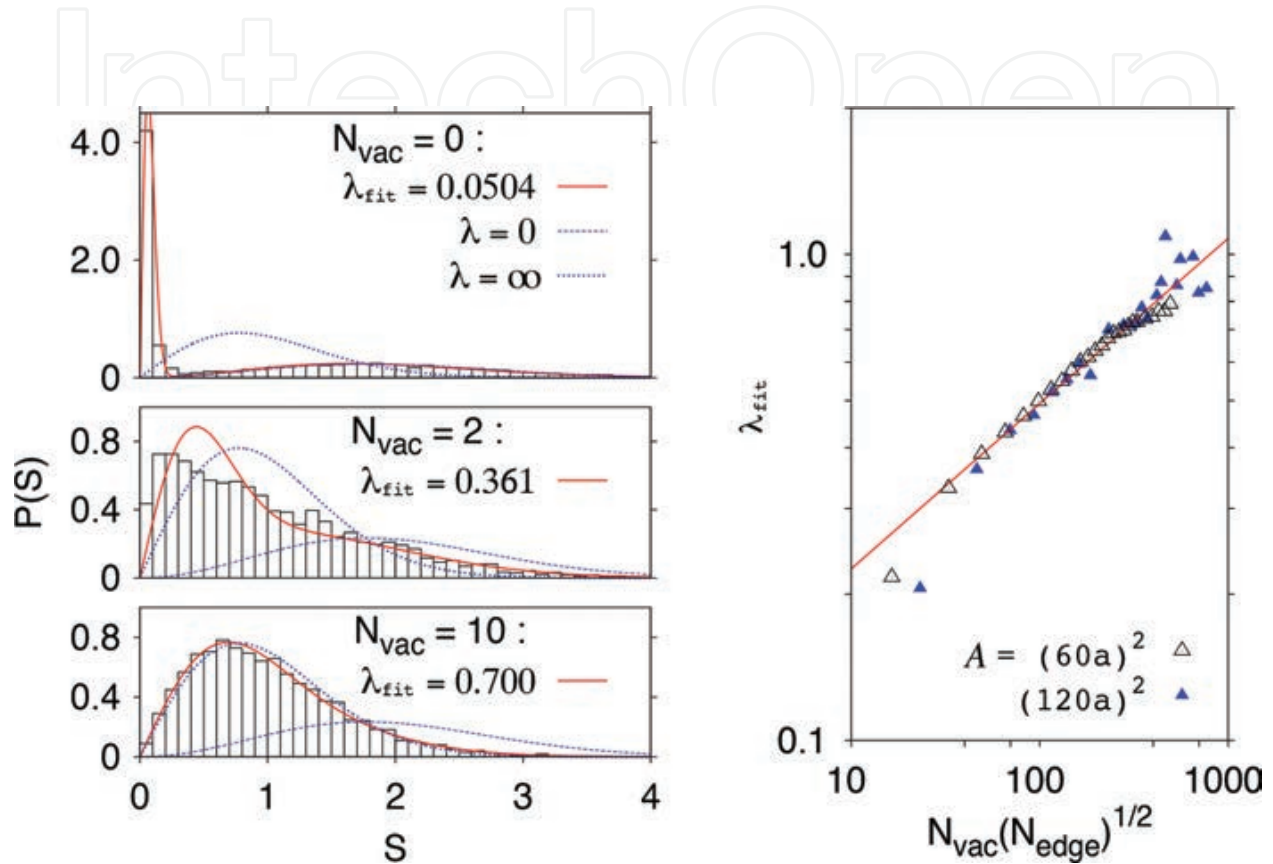 IntechOpen
4.0
2.0
0
N_vac = 0 :
λ_fit = 0.0504
λ = 0
λ = ∞
0.8
0.4
0
N_vac = 2 :
λ_fit = 0.361
0.8
0.4
0
N_vac = 10 :
λ_fit = 0.700
P(S)
0 1 2 3 4
S
1.0
0.1
λ_fit
A = (60a)^2
(120a)^2
10 100 1000
N_vac(N_edge)^1/2